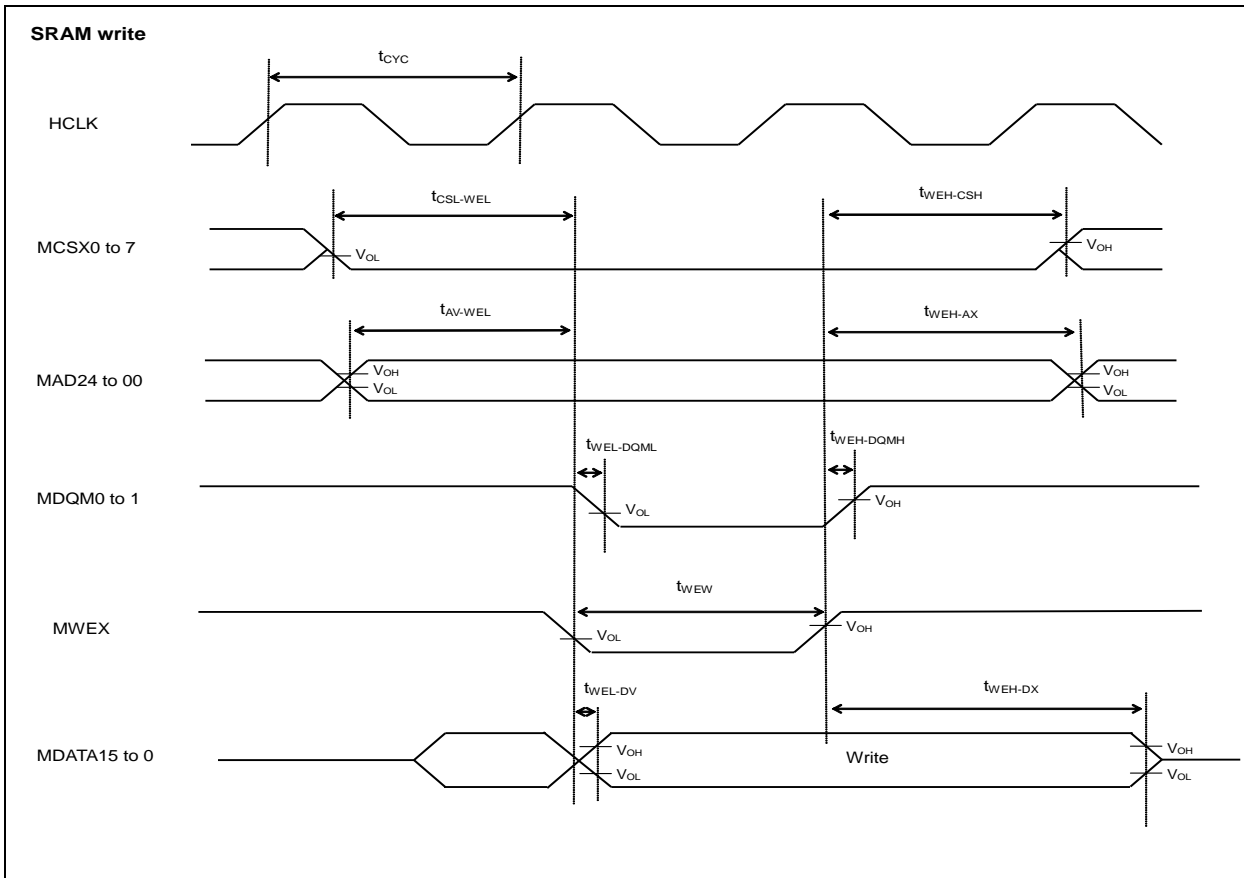 SRAM write
tCYC
HCLK
tCSL-WEL
tWEH-CSH
MCSX0 to 7
VOL
VOH
tAV-WEL
tWEH-AX
MAD24 to 00
VOH
VOL
VOH
VOL
tWEL-DQML
tWEH-DQMH
MDQM0 to 1
VOL
VOH
tWEW
MWEX
VOL
VOH
tWEL-DV
tWEH-DX
MDATA15 to 0
VOH
VOL
Write
VOH
VOL